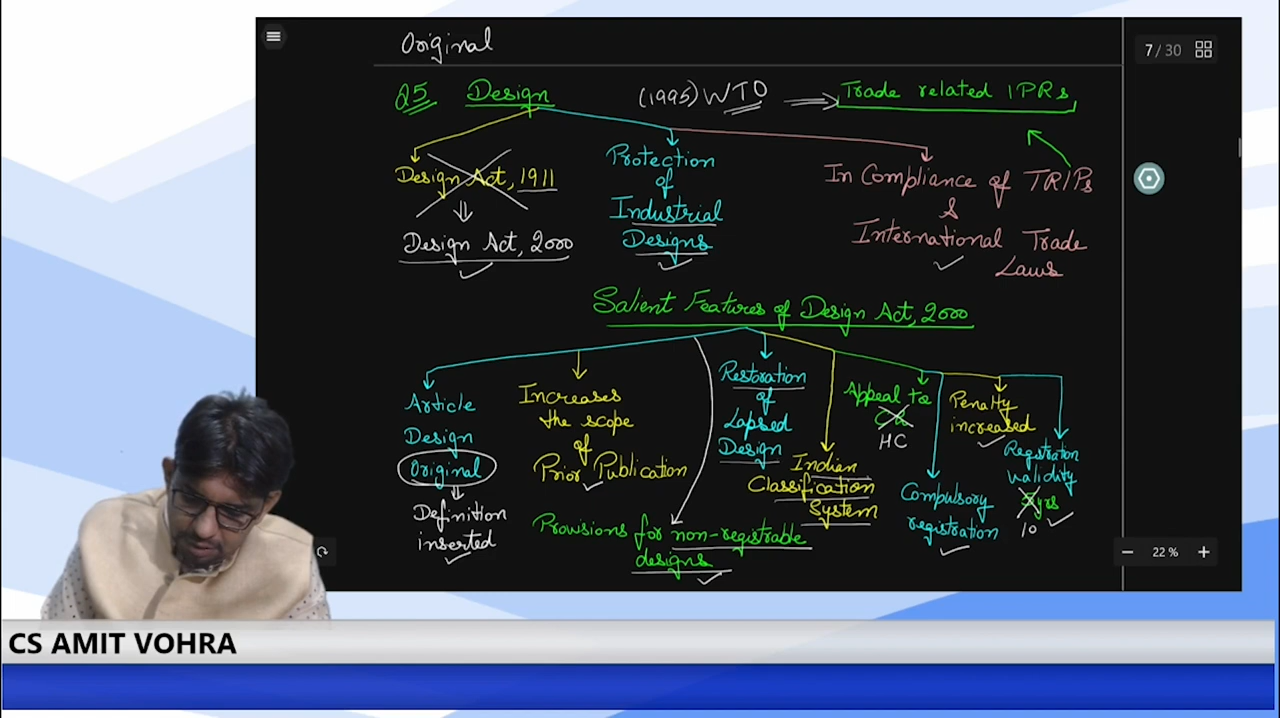 Original
7 / 30
25 Design
(1995) WTO ⇒ Trade related IPRs
Design Act, 1911
⇓
Design Act, 2000
Protection
of
Industrial
Designs
In Compliance of TRIPs
&
International Trade
Laws
Salient Features of Design Act, 2000
Article
Design
Original
⇓
Definition
inserted
Increases
the scope
of
Prior Publication
Provisions for non-registrable
designs
Restoration
of
Lapsed
Design
Indian
Classification
System
Appeal to
HC
Compulsory
registration
Penalty
increased
Registration
validity
yrs
10
− 22 % +
CS AMIT VOHRA